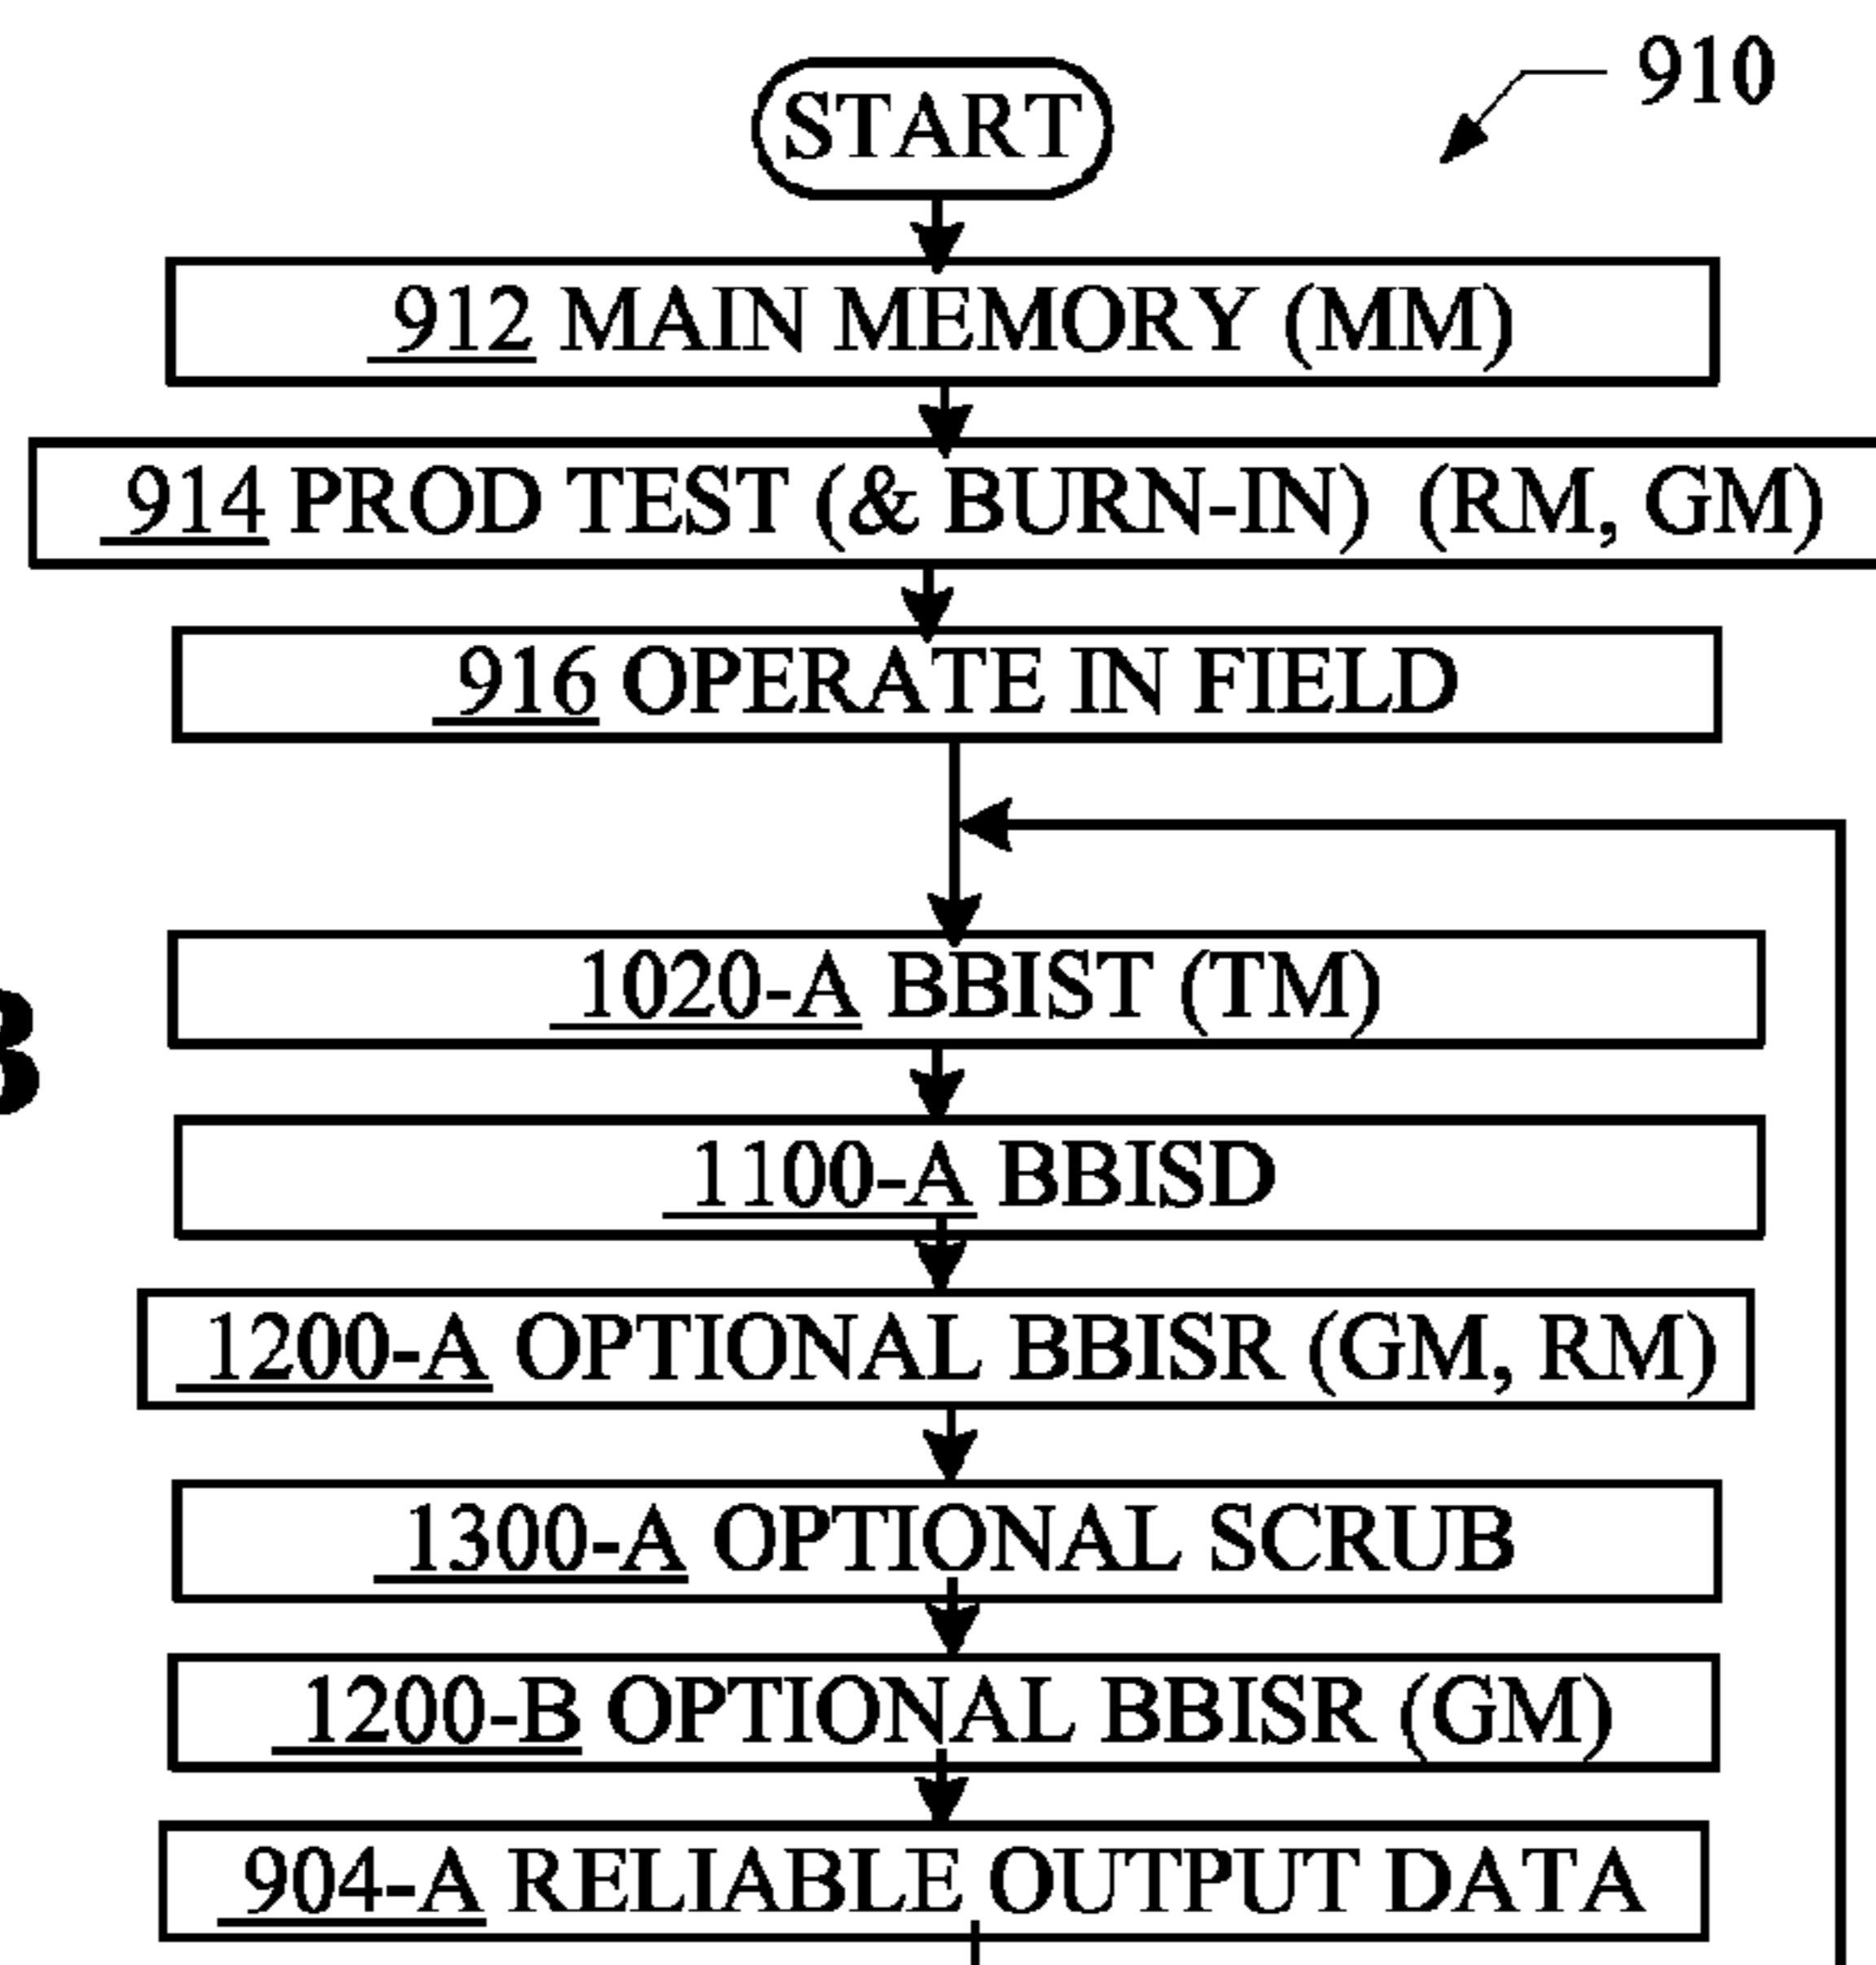 910
START
912 MAIN MEMORY (MM)
914 PROD TEST (& BURN-IN) (RM, GM)
916 OPERATE IN FIELD
1020-A BBIST (TM)
1100-A BBISD
1200-A OPTIONAL BBISR (GM, RM)
1300-A OPTIONAL SCRUB
1200-B OPTIONAL BBISR (GM)
904-A RELIABLE OUTPUT DATA